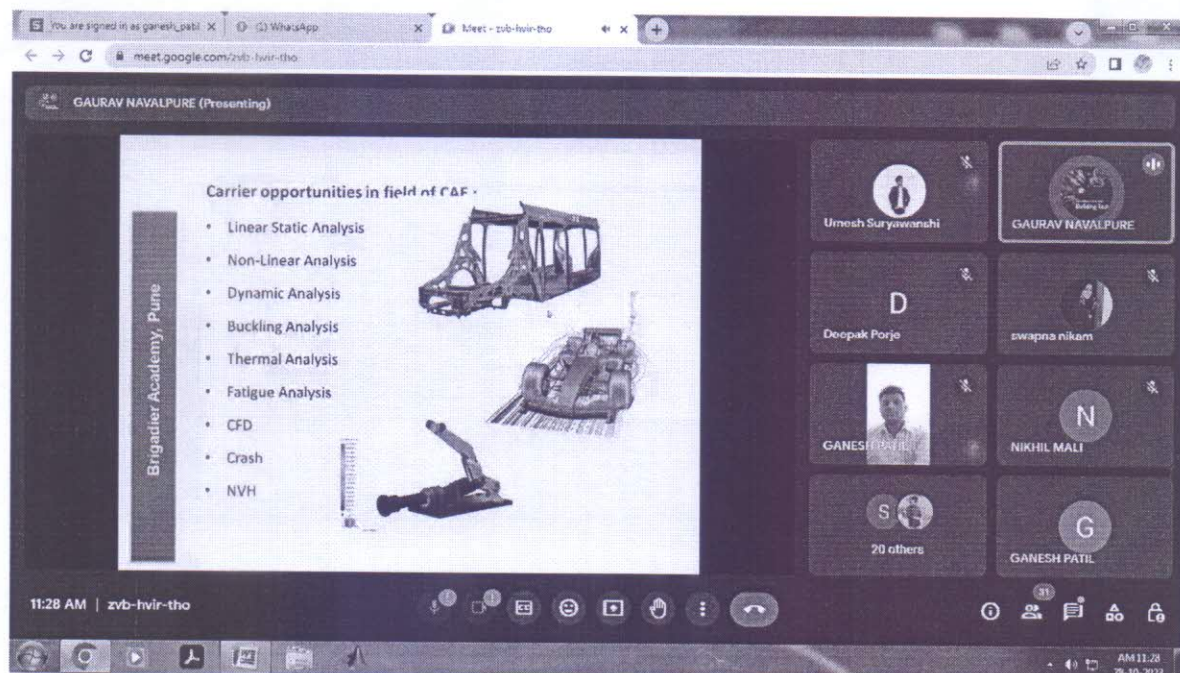 You are signed in as ganesh_patil
(1) WhatsApp
Meet - zvb-hvir-tho
meet.google.com/zvb-hvir-tho
GAURAV NAVALPURE (Presenting)
Carrier opportunities in field of CAE :
• Linear Static Analysis
• Non-Linear Analysis
• Dynamic Analysis
• Buckling Analysis
• Thermal Analysis
• Fatigue Analysis
• CFD
• Crash
• NVH
Brigadier Academy, Pune
Umesh Suryawanshi
GAURAV NAVALPURE
D
Deepak Porje
swapna nikam
GANESH PATIL
N
NIKHIL MALI
S
20 others
G
GANESH PATIL
11:28 AM | zvb-hvir-tho
31
AM 11:28